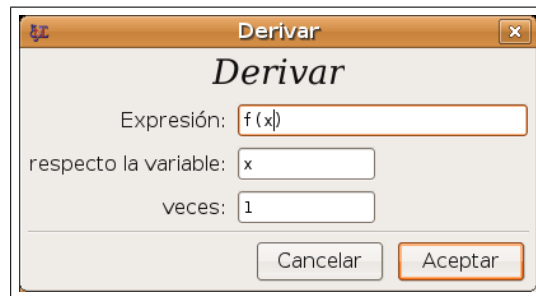 Derivar
Derivar
Expresión: f(x)
respecto la variable: x
veces: 1
Cancelar Aceptar